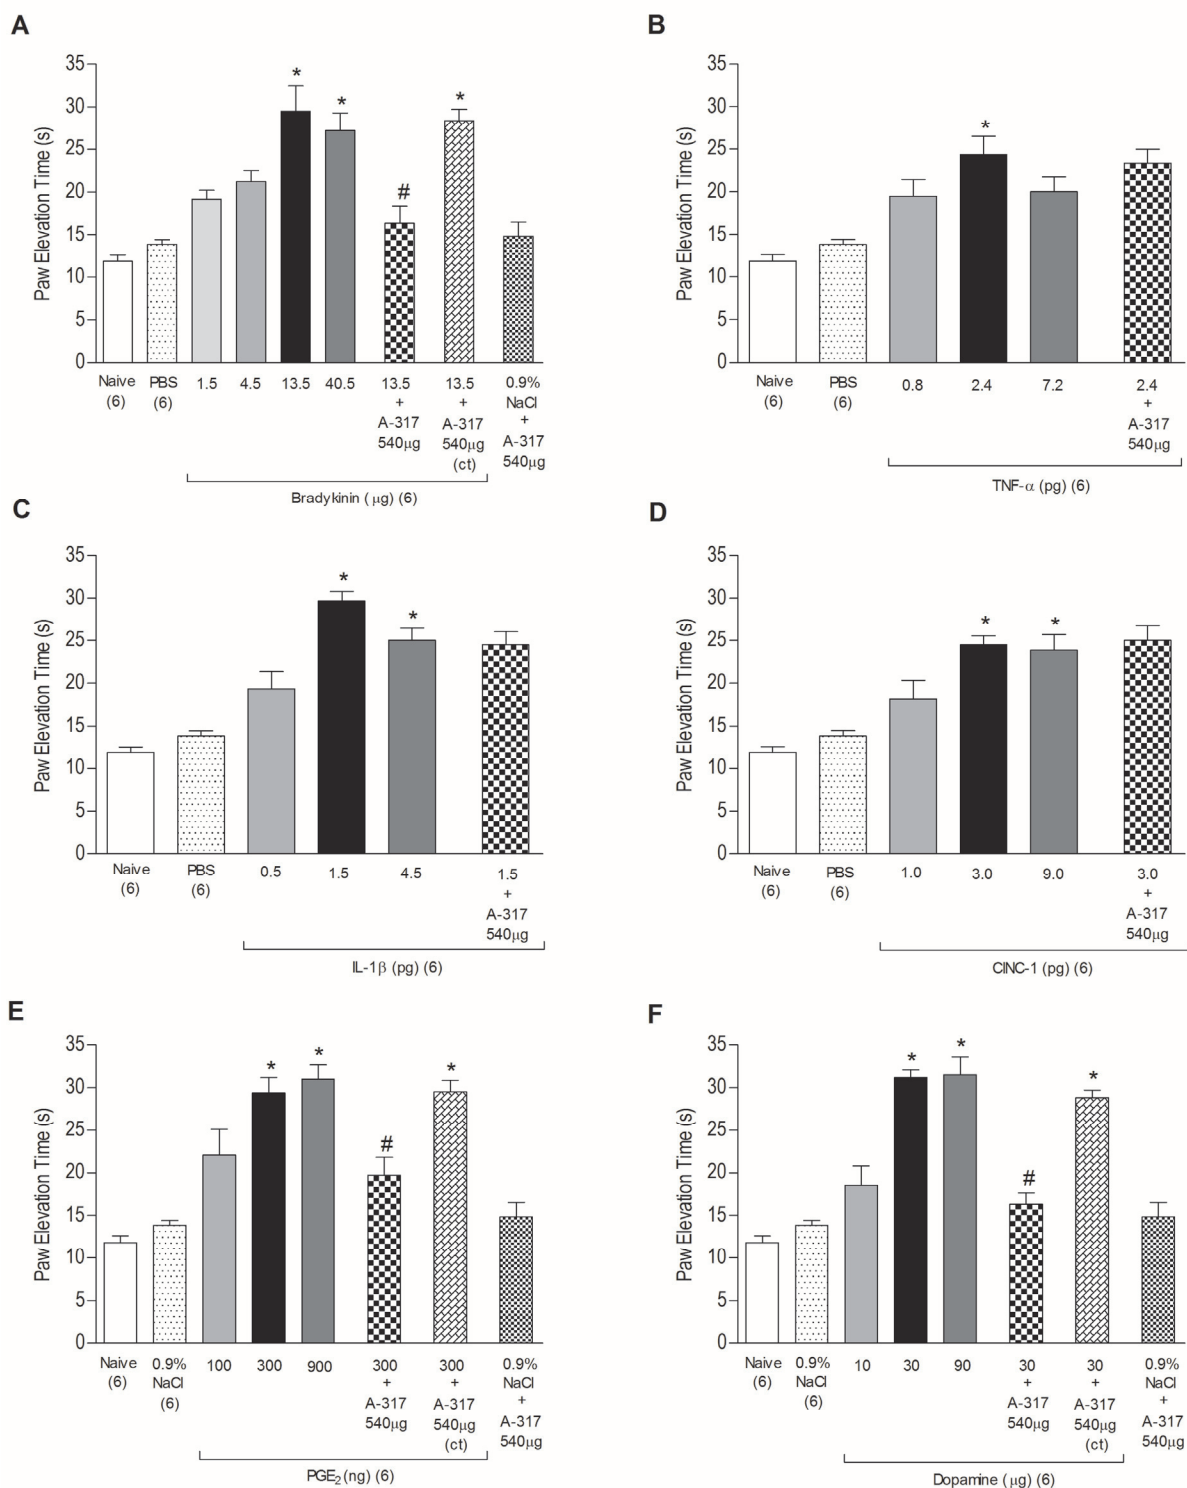 A
Paw Elevation Time (s)
35
30
25
20
15
10
5
0
*
*
#
*
Naive
(6)
PBS
(6)
1.5
4.5
13.5
40.5
13.5
+
A-317
540μg
13.5
+
A-317
540μg
(ct)
0.9%
NaCl
+
A-317
540μg
Bradykinin (μg) (6)
B
Paw Elevation Time (s)
35
30
25
20
15
10
5
0
*
Naive
(6)
PBS
(6)
0.8
2.4
7.2
2.4
+
A-317
540μg
TNF-α (pg) (6)
C
Paw Elevation Time (s)
35
30
25
20
15
10
5
0
*
*
Naive
(6)
PBS
(6)
0.5
1.5
4.5
1.5
+
A-317
540μg
IL-1β (pg) (6)
D
Paw Elevation Time (s)
35
30
25
20
15
10
5
0
*
*
Naive
(6)
PBS
(6)
1.0
3.0
9.0
3.0
+
A-317
540μg
CINC-1 (pg) (6)
E
Paw Elevation Time (s)
35
30
25
20
15
10
5
0
*
*
#
*
Naive
(6)
0.9%
NaCl
(6)
100
300
900
300
+
A-317
540μg
300
+
A-317
540μg
(ct)
0.9%
NaCl
+
A-317
540μg
PGE₂ (ng) (6)
F
Paw Elevation Time (s)
35
30
25
20
15
10
5
0
*
*
#
*
Naive
(6)
0.9%
NaCl
(6)
10
30
90
30
+
A-317
540μg
30
+
A-317
540μg
(ct)
0.9%
NaCl
+
A-317
540μg
Dopamine (μg) (6)